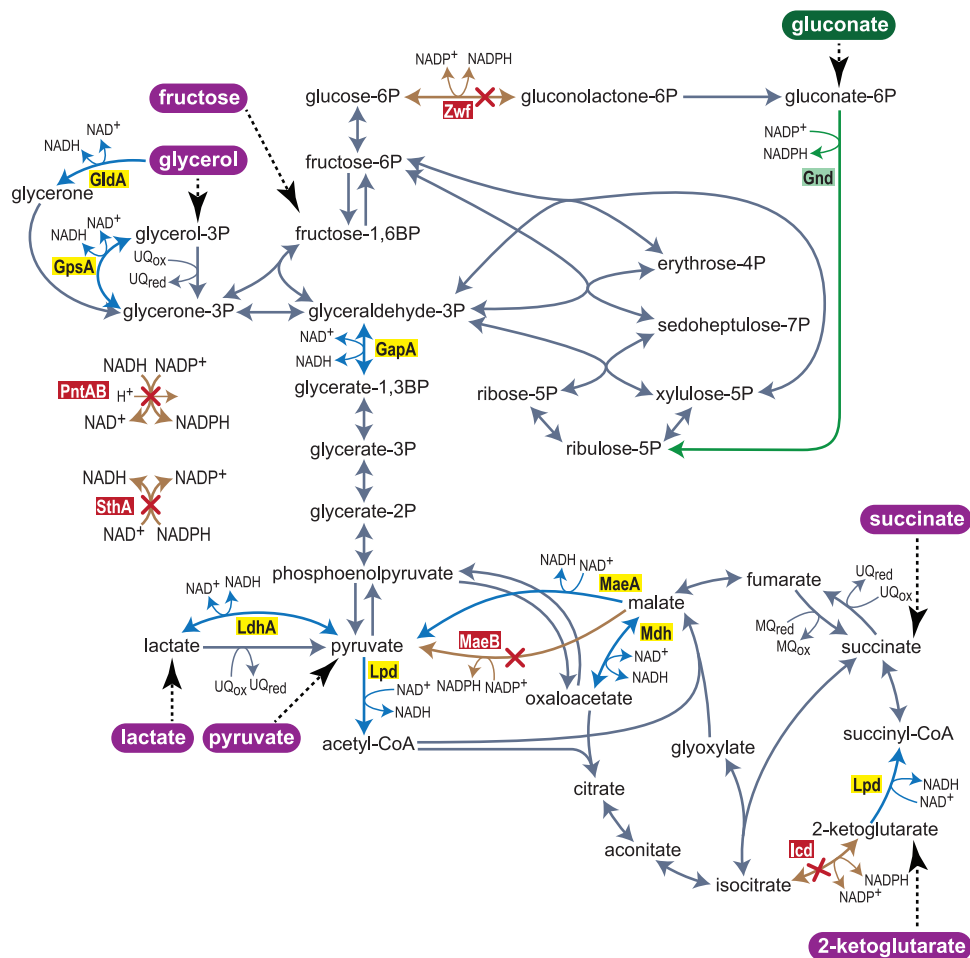 gluconate
NADP+ NADPH
fructose
glucose-6P
Zwf
gluconolactone-6P
gluconate-6P
NAD+
NADH
glycerol
GldA
glycerone
fructose-6P
NADP+
NADPH
Gnd
NAD+
NADH
glycerol-3P
GpsA
UQox
UQred
fructose-1,6BP
erythrose-4P
glycerone-3P
glyceraldehyde-3P
sedoheptulose-7P
NAD+
NADH
GapA
NADH NADP+
PntAB
H+
NAD+ NADPH
glycerate-1,3BP
ribose-5P
xylulose-5P
glycerate-3P
ribulose-5P
NADH NADP+
SthA
NAD+ NADPH
glycerate-2P
succinate
phosphoenolpyruvate
NADH NAD+
MaeA
malate
fumarate
UQred
UQox
MQred
MQox
NAD+ NADH
LdhA
lactate
pyruvate
MaeB
Mdh
NAD+
NADH
succinate
UQox UQred
Lpd
NAD+
NADH
NADPH NADP+
oxaloacetate
lactate
pyruvate
acetyl-CoA
glyoxylate
succinyl-CoA
citrate
Lpd
NADH
NAD+
2-ketoglutarate
aconitate
Icd
isocitrate
NADPH
NADP+
2-ketoglutarate